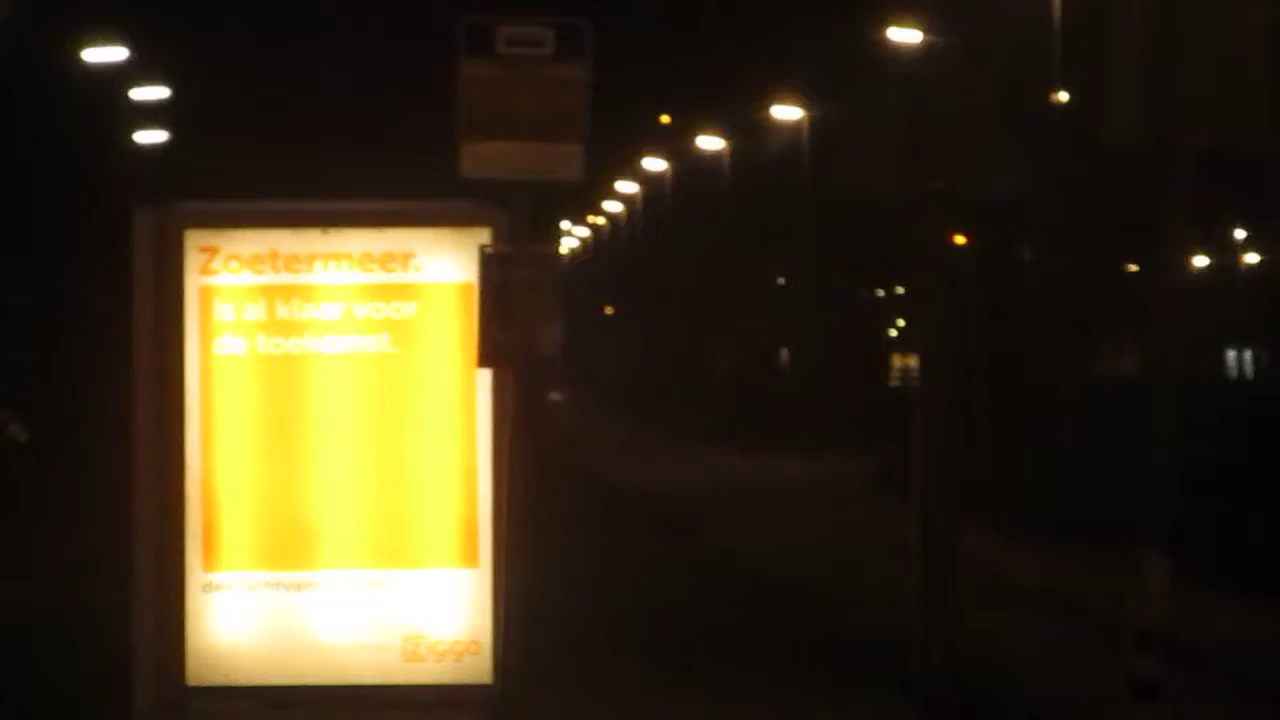 Zoetermeer.
Is al klaar voor
de toekomst.
Ziggo